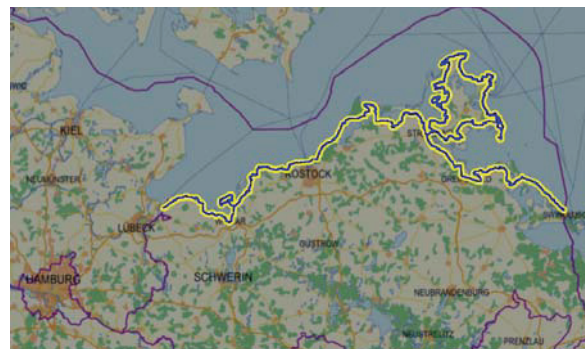 KIEL
NEUMÜNSTER
LÜBECK
ROSTOCK
GÜSTROW
HAMBURG
SCHWERIN
NEUBRANDENBURG
NEUSTRELITZ
PRENZLAU